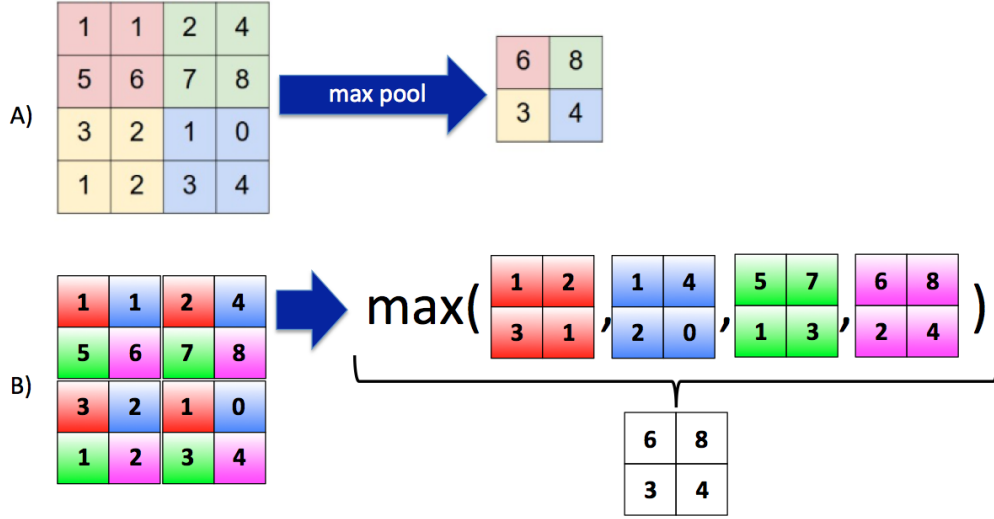 A)
1 1 2 4
5 6 7 8
3 2 1 0
1 2 3 4
max pool
6 8
3 4
B)
1 1 2 4
5 6 7 8
3 2 1 0
1 2 3 4
max( 1 2 , 1 4 , 5 7 , 6 8 )
3 1 2 0 1 3 2 4
6 8
3 4